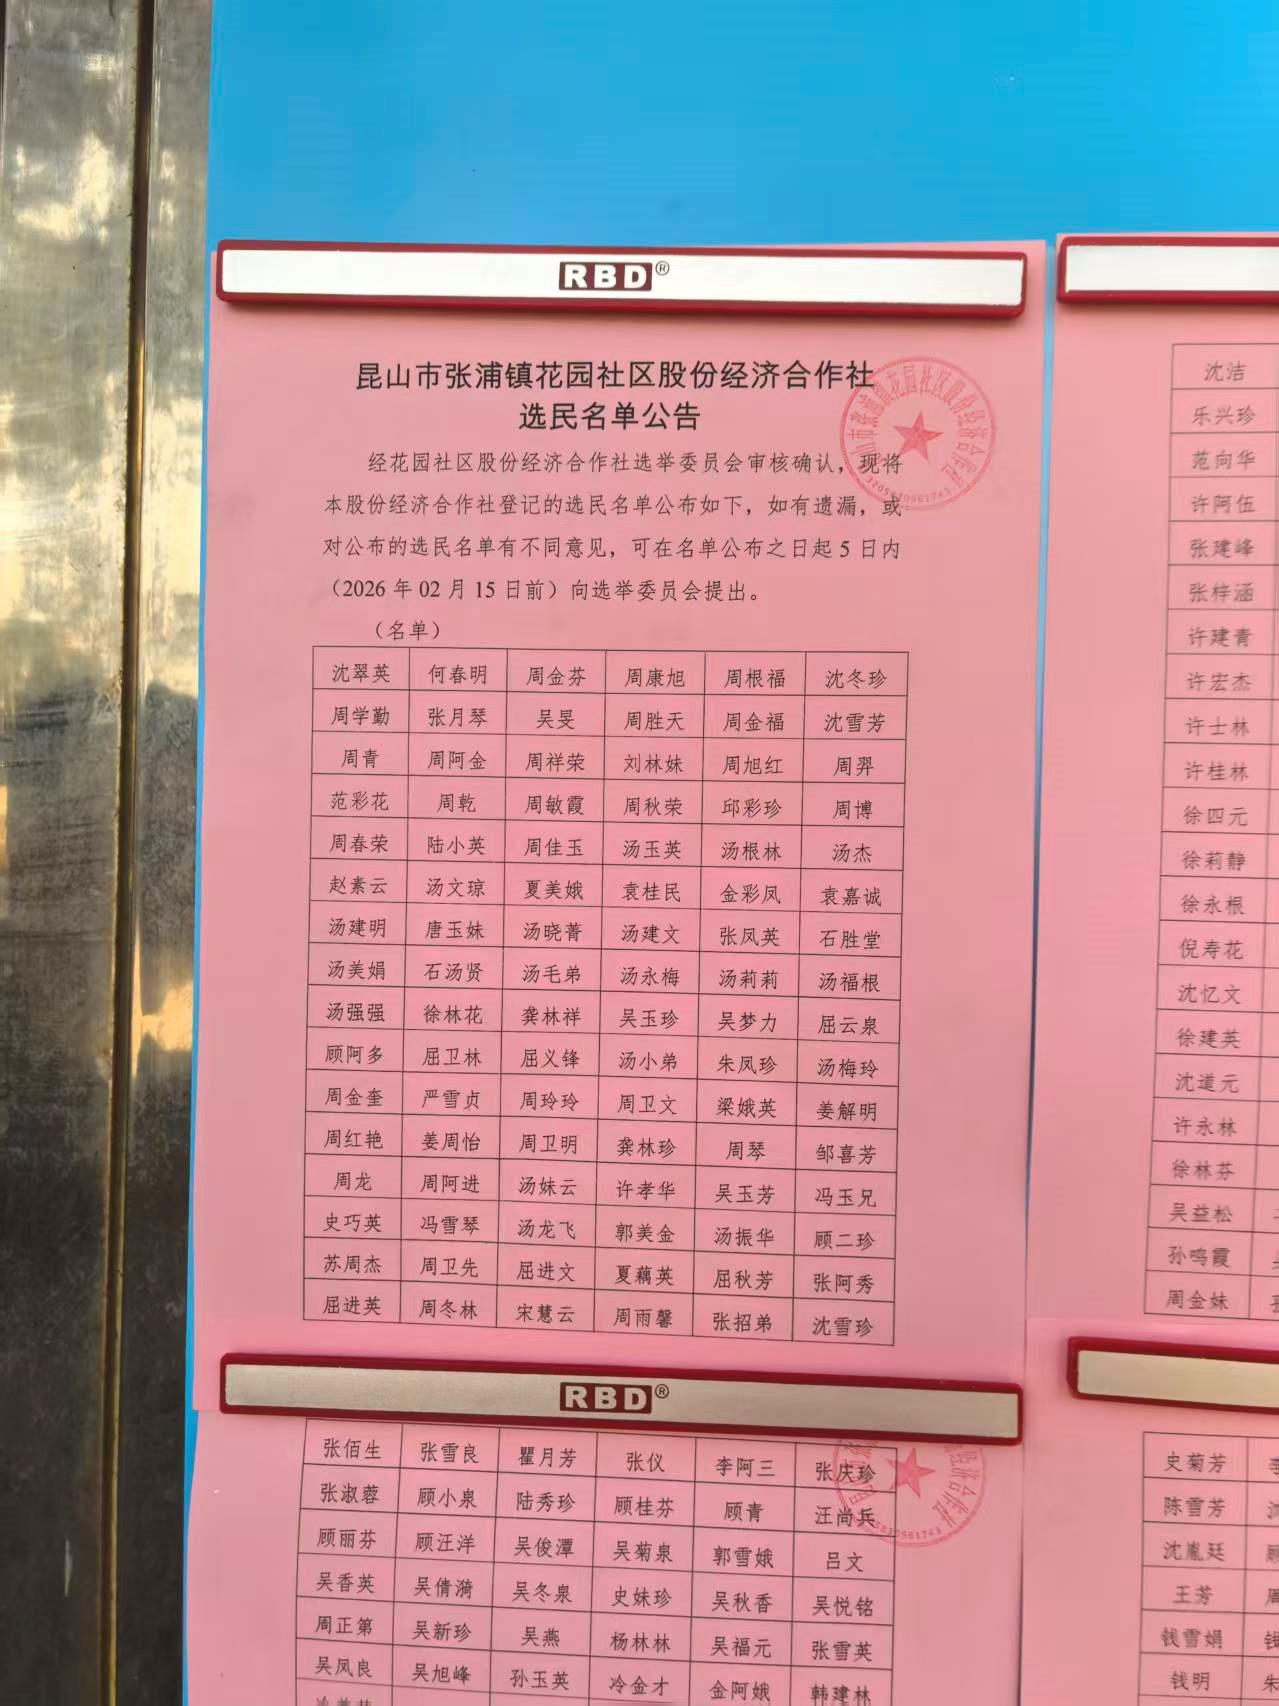 RBD®
昆山市张浦镇花园社区股份经济合作社
选民名单公告
经花园社区股份经济合作社选举委员会审核确认，现将
本股份经济合作社登记的选民名单公布如下，如有遗漏，或
对公布的选民名单有不同意见，可在名单公布之日起 5 日内
（2026 年 02 月 15 日前）向选举委员会提出。
（名单）
沈翠英 何春明 周金芬 周康旭 周根福 沈冬珍
周学勤 张月琴 吴旻 周胜天 周金福 沈雪芳
周青 周阿金 周祥荣 刘林妹 周旭红 周羿
范彩花 周乾 周敏霞 周秋荣 邱彩珍 周博
周春荣 陆小英 周佳玉 汤玉英 汤根林 汤杰
赵素云 汤文琼 夏美娥 袁桂民 金彩凤 袁嘉诚
汤建明 唐玉妹 汤晓菁 汤建文 张凤英 石胜堂
汤美娟 石汤贤 汤毛弟 汤永梅 汤莉莉 汤福根
汤强强 徐林花 龚林祥 吴玉珍 吴梦力 屈云泉
顾阿多 屈卫林 屈义锋 汤小弟 朱凤珍 汤梅玲
周金奎 严雪贞 周玲玲 周卫文 梁娥英 姜解明
周红艳 姜周怡 周卫明 龚林珍 周琴 邹喜芳
周龙 周阿进 汤妹云 许孝华 吴玉芳 冯玉兄
史巧英 冯雪琴 汤龙飞 郭美金 汤振华 顾二珍
苏周杰 周卫先 屈进文 夏藕英 屈秋芳 张阿秀
屈进英 周冬林 宋慧云 周雨馨 张招弟 沈雪珍
RBD®
张佰生 张雪良 瞿月芳 张仪 李阿三 张庆珍
张淑蓉 顾小泉 陆秀珍 顾桂芬 顾青 汪尚兵
顾丽芬 顾汪洋 吴俊潭 吴菊泉 郭雪娥 吕文
吴香英 吴倩漪 吴冬泉 史妹珍 吴秋香 吴悦铭
周正第 吴新珍 吴燕 杨林林 吴福元 张雪英
吴凤良 吴旭峰 孙玉英 冷金才 金阿娥 韩建林
沈洁
乐兴珍
范向华
许阿伍
张建峰
张梓涵
许建青
许宏杰
许士林
许桂林
徐四元
徐莉静
徐永根
倪寿花
沈忆文
徐建英
沈道元
许永林
徐林芬
吴益松
孙鸣霞
周金妹
史菊芳
陈雪芳
沈胤廷
王芳
钱雪娟
钱明